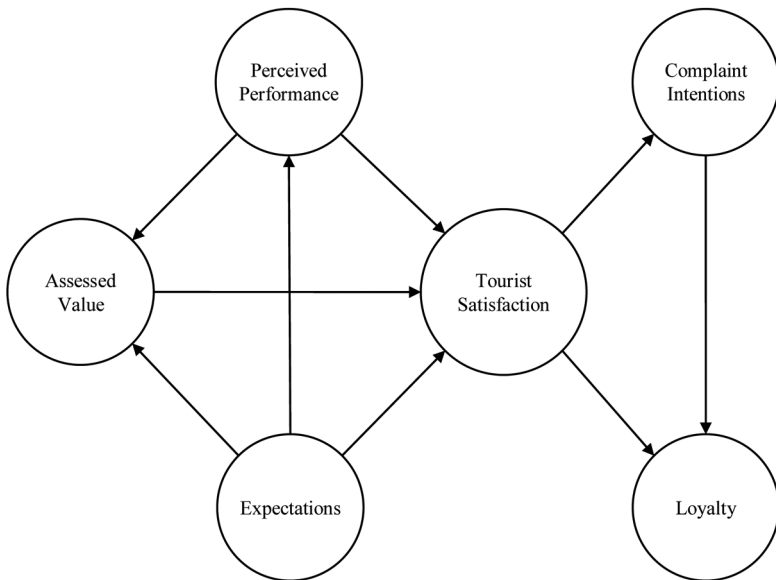 Perceived
Performance
Complaint
Intentions
Assessed
Value
Tourist
Satisfaction
Expectations
Loyalty